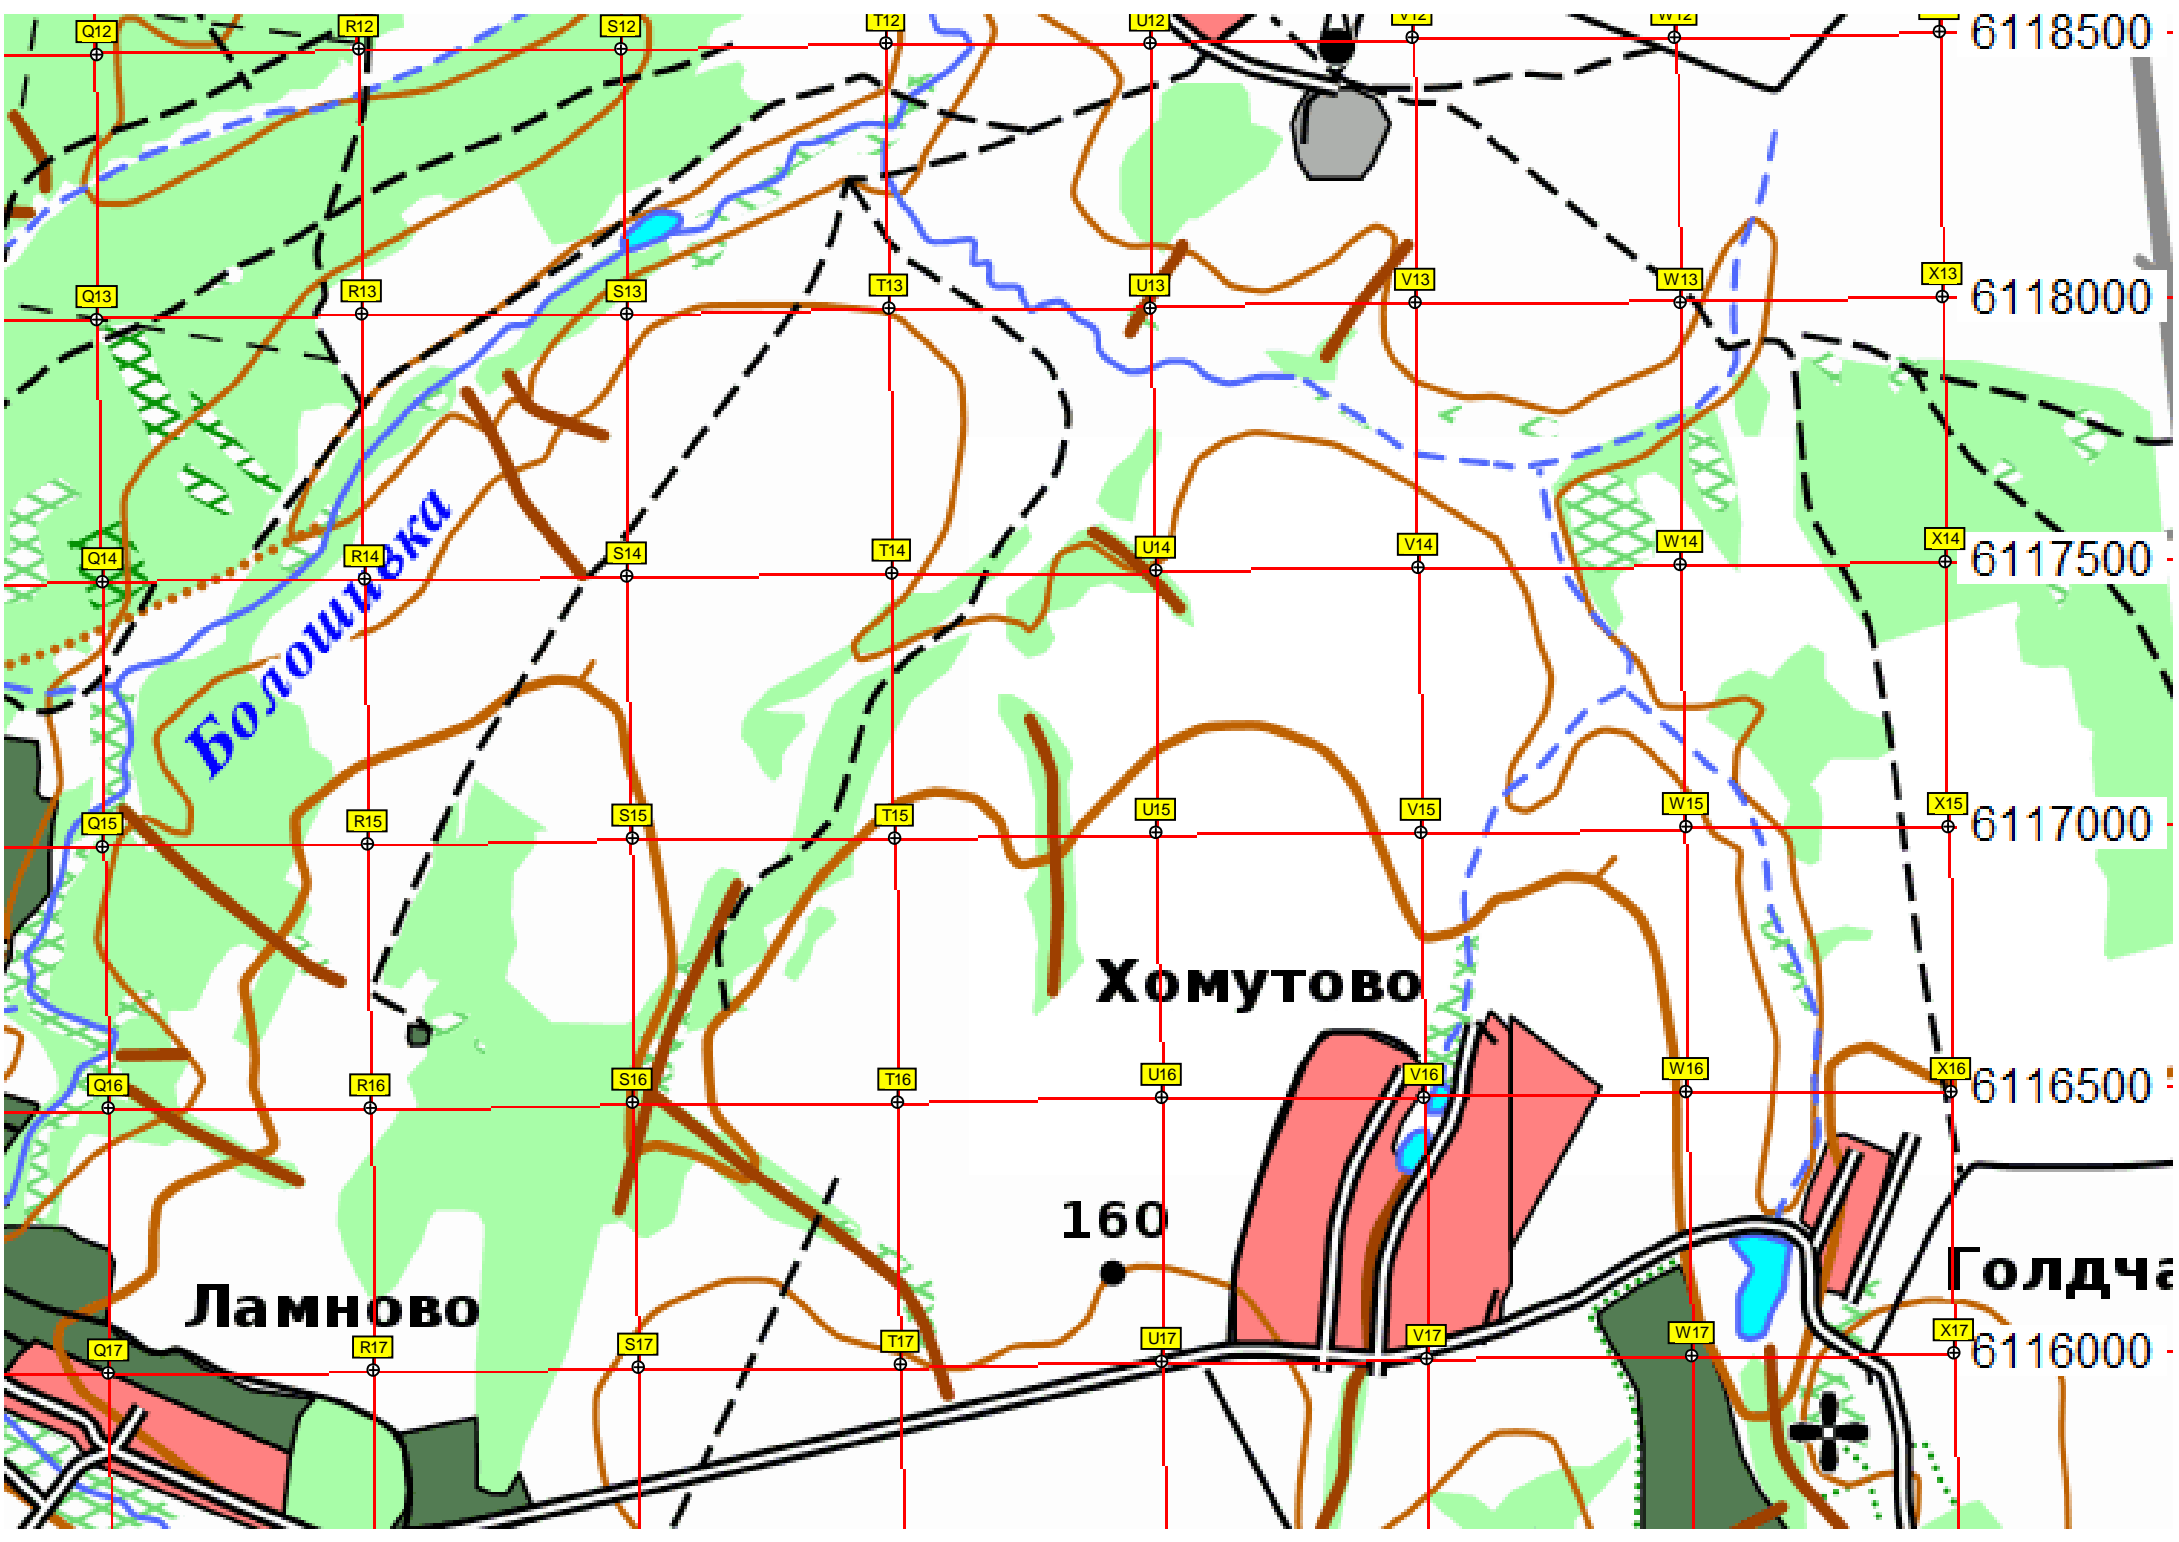 Q12 R12 S12 T12 U12 V12 W12 6118500
Q13 R13 S13 T13 U13 V13 W13 X13 6118000
Q14 R14 S14 T14 U14 V14 W14 X14 6117500
Болошивка
Q15 R15 S15 T15 U15 V15 W15 X15 6117000
Хомутово
Q16 R16 S16 T16 U16 V16 W16 X16 6116500
160
Ламново
Голдча
Q17 R17 S17 T17 U17 V17 W17 X17 6116000